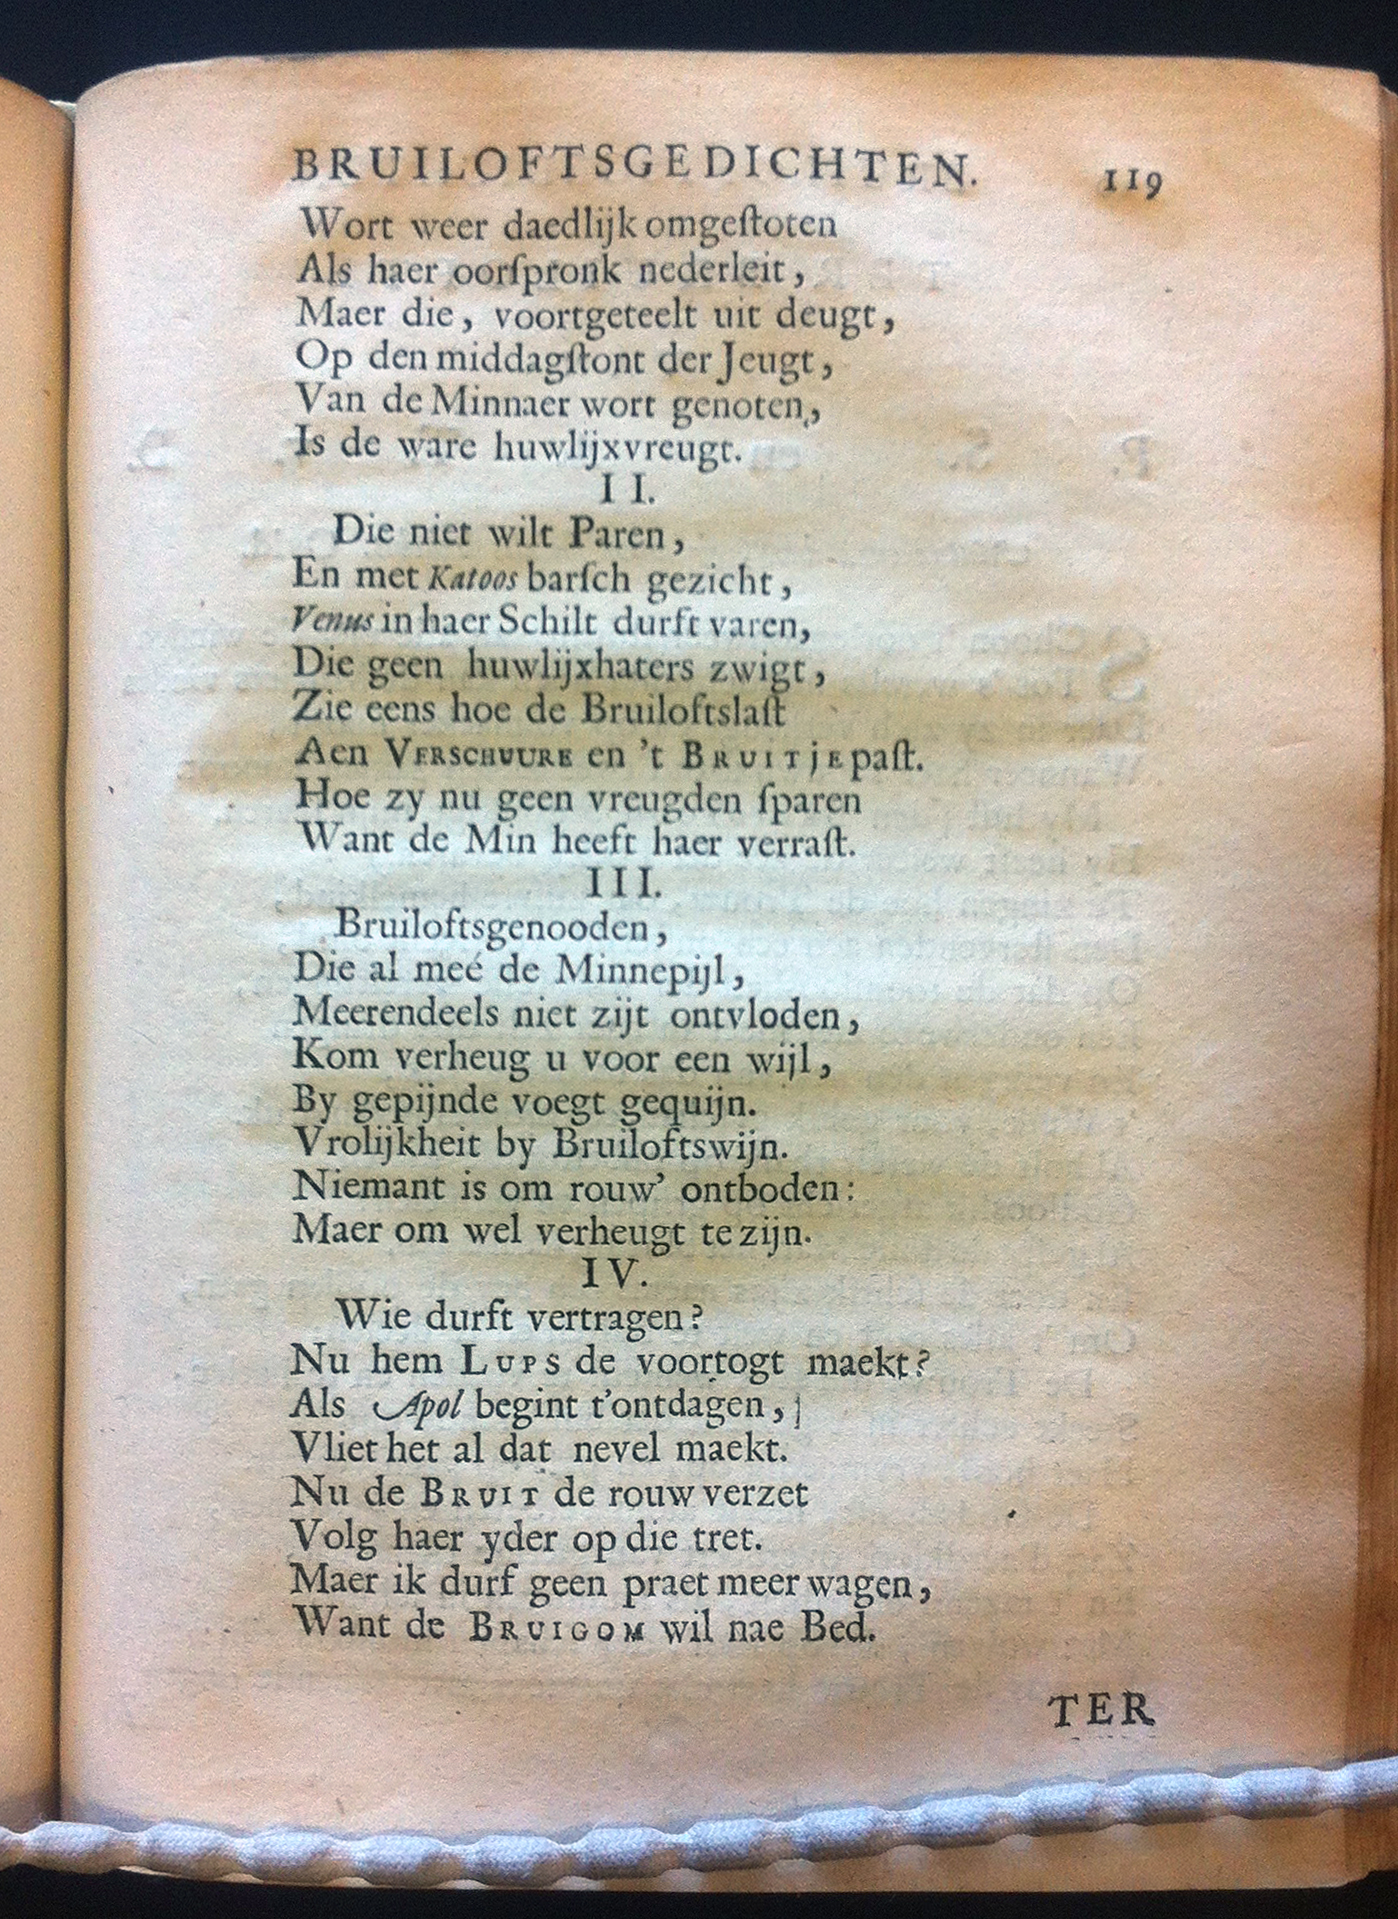 BRUILOFTSGEDICHTEN. 119
Wort weer daedlijk omgeſtoten
Als haer oorſpronk nederleit,
Maer die, voortgeteelt uit deugt,
Op den middagſtont der Jeugt,
Van de Minnaer wort genoten,
Is de ware huwlijxvreugt.
II.
Die niet wilt Paren,
En met Katoos barſch gezicht,
Venus in haer Schilt durft varen,
Die geen huwlijxhaters zwigt,
Zie eens hoe de Bruiloftslaſt
Aen VERSCHUURE en 't BRUITjE paſt.
Hoe zy nu geen vreugden ſparen
Want de Min heeft haer verraſt.
III.
Bruiloftsgenooden,
Die al meé de Minnepijl,
Meerendeels niet zijt ontvloden,
Kom verheug u voor een wijl,
By gepijnde voegt gequijn.
Vrolijkheit by Bruiloftswijn.
Niemant is om rouw' ontboden:
Maer om wel verheugt te zijn.
IV.
Wie durft vertragen?
Nu hem LUPS de voortogt maekt?
Als Apol begint t'ontdagen,
Vliet het al dat nevel maekt.
Nu de BRUIT de rouw verzet
Volg haer yder op die tret.
Maer ik durf geen praet meer wagen,
Want de BRUIGOM wil nae Bed.
TER